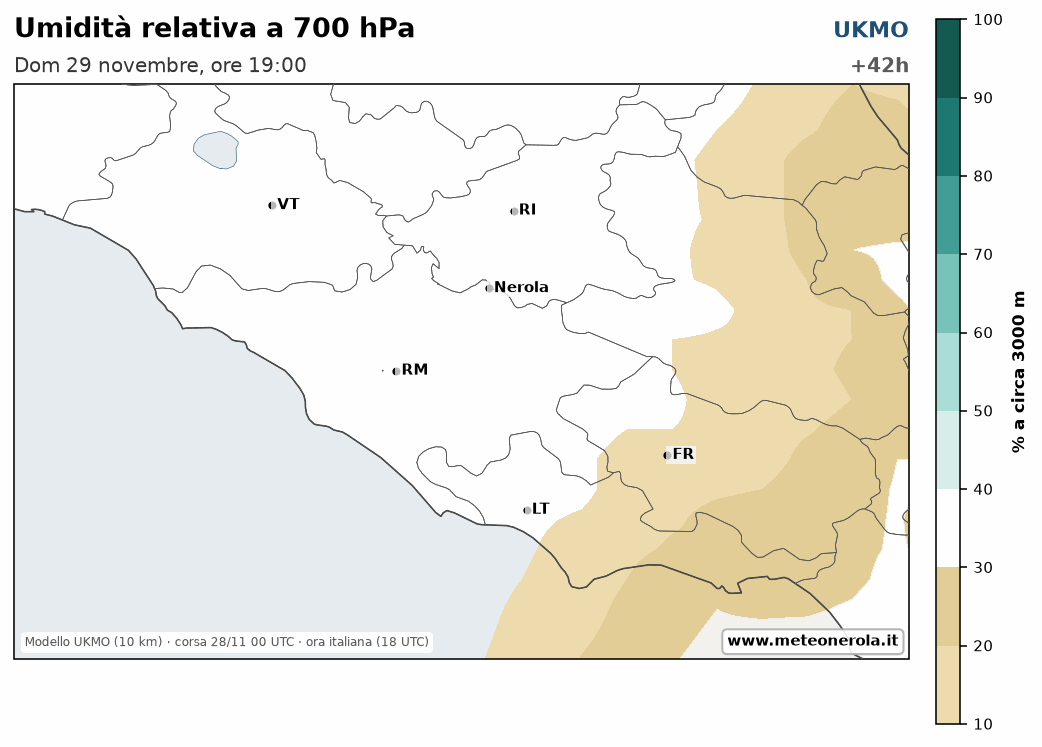 Umidità relativa a 700 hPa
UKMO
Dom 29 novembre, ore 19:00
+42h
100
90
80
70
60
50
40
30
20
10
% a circa 3000 m
VT
RI
Nerola
RM
FR
LT
Modello UKMO (10 km) · corsa 28/11 00 UTC · ora italiana (18 UTC)
www.meteonerola.it